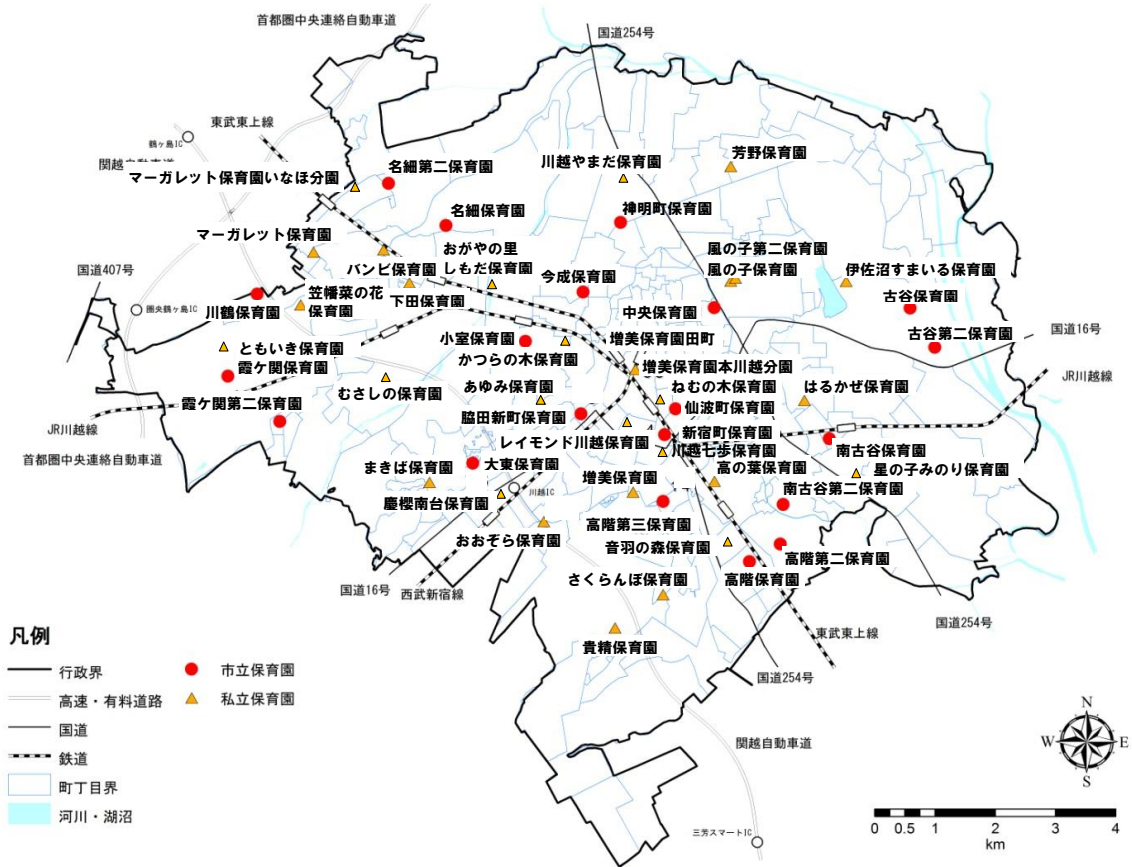 首都圏中央連絡自動車道
国道254号
東武東上線
鶴ヶ島IC
関越自動車道
マーガレット保育園いなほ分園
名細第二保育園
川越やまだ保育園
芳野保育園
名細保育園
神明町保育園
マーガレット保育園
おがやの里
しもだ保育園
風の子第二保育園
風の子保育園
国道407号
バンビ保育園
今成保育園
伊佐沼すまいる保育園
圏央鶴ヶ島IC
笠幡菜の花
保育園
下田保育園
川鶴保育園
中央保育園
古谷保育園
小室保育園
増美保育園田町
古谷第二保育園
国道16号
ともいき保育園
かつらの木保育園
霞ケ関保育園
増美保育園本川越分園
JR川越線
むさしの保育園
あゆみ保育園
ねむの木保育園
はるかぜ保育園
霞ケ関第二保育園
脇田新町保育園
仙波町保育園
JR川越線
新宿町保育園
レイモンド川越保育園
川越七歩保育園
南古谷保育園
首都圏中央連絡自動車道
まきば保育園
大東保育園
増美保育園
高の葉保育園
星の子みのり保育園
川越IC
南古谷第二保育園
慶櫻南台保育園
高階第三保育園
おおぞら保育園
音羽の森保育園
高階第二保育園
さくらんぼ保育園
高階保育園
国道16号
西武新宿線
国道254号
東武東上線
貴精保育園
国道254号
関越自動車道
三芳スマートIC
凡例
行政界
市立保育園
高速・有料道路
私立保育園
国道
鉄道
町丁目界
河川・湖沼
N
W
E
S
0 0.5 1 2 3 4
km